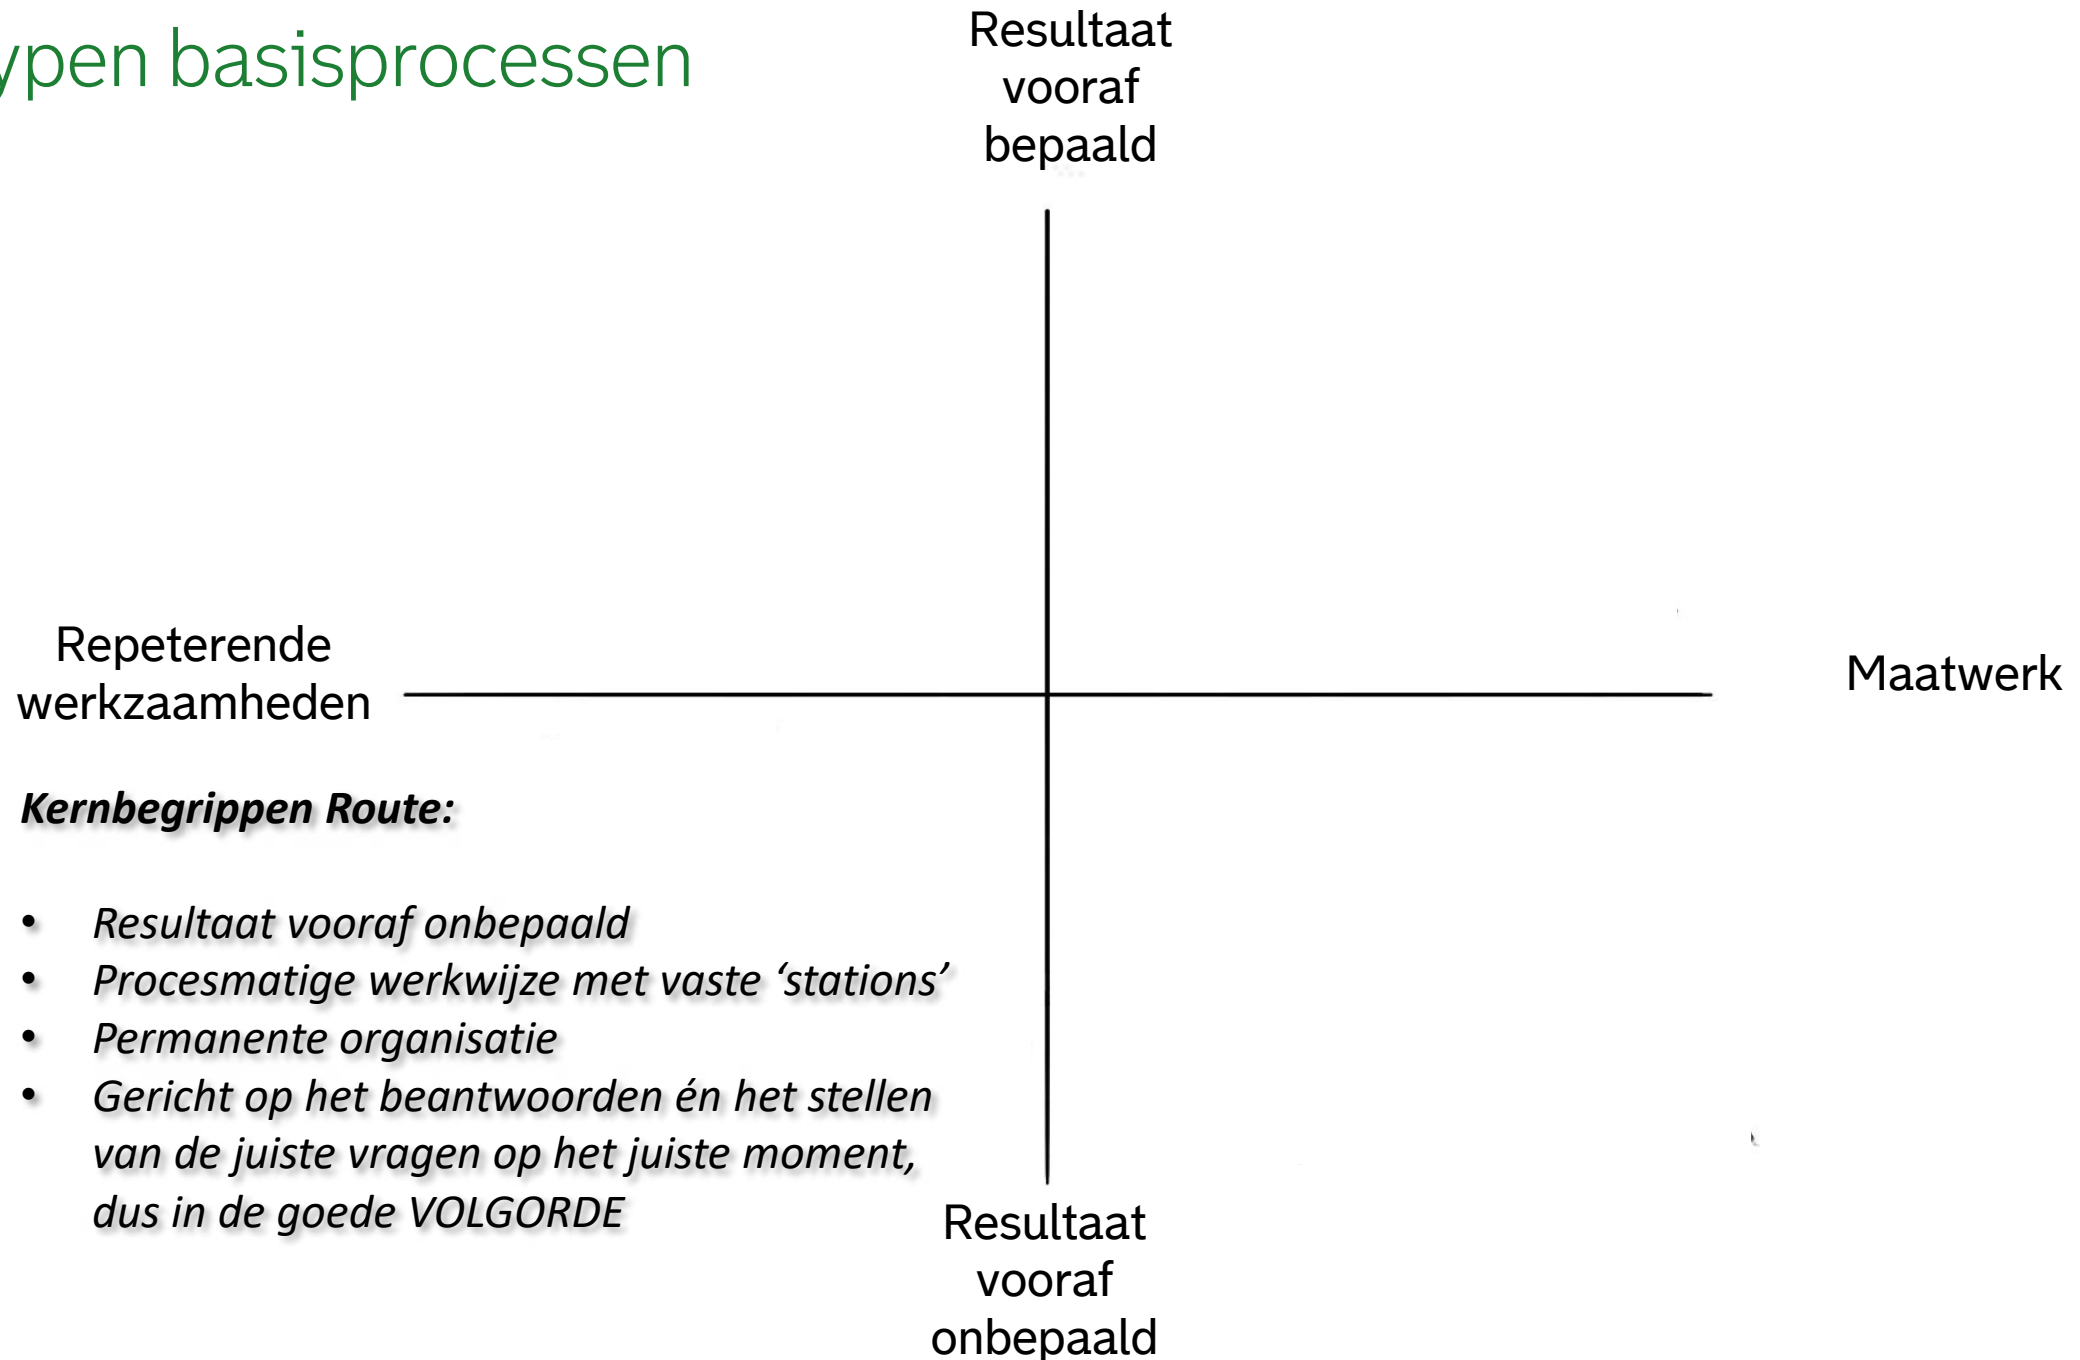 ypen basisprocessen
Resultaat
vooraf
bepaald
Repeterende
werkzaamheden
Maatwerk
Kernbegrippen Route:
• Resultaat vooraf onbepaald
• Procesmatige werkwijze met vaste ‘stations’
• Permanente organisatie
• Gericht op het beantwoorden én het stellen
van de juiste vragen op het juiste moment,
dus in de goede VOLGORDE
Resultaat
vooraf
onbepaald